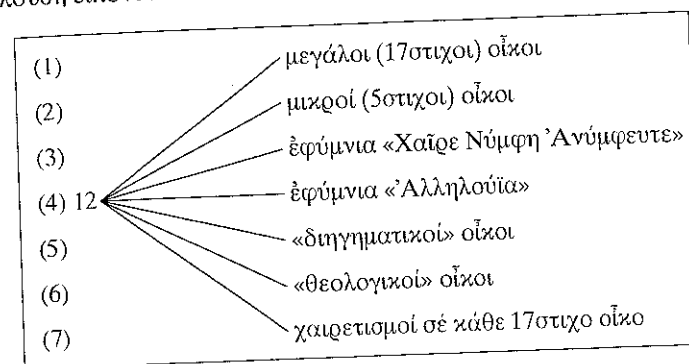 (1) μεγάλοι (17στιχοι) οἶκοι
(2) μικροί (5στιχοι) οἶκοι
(3) ἐφύμνια «Χαῖρε Νύμφη Ἀνύμφευτε»
(4) 12 ἐφύμνια «Ἀλληλούϊα»
(5) «διηγηματικοί» οἶκοι
(6) «θεολογικοί» οἶκοι
(7) χαιρετισμοί σέ κάθε 17στιχο οἶκο